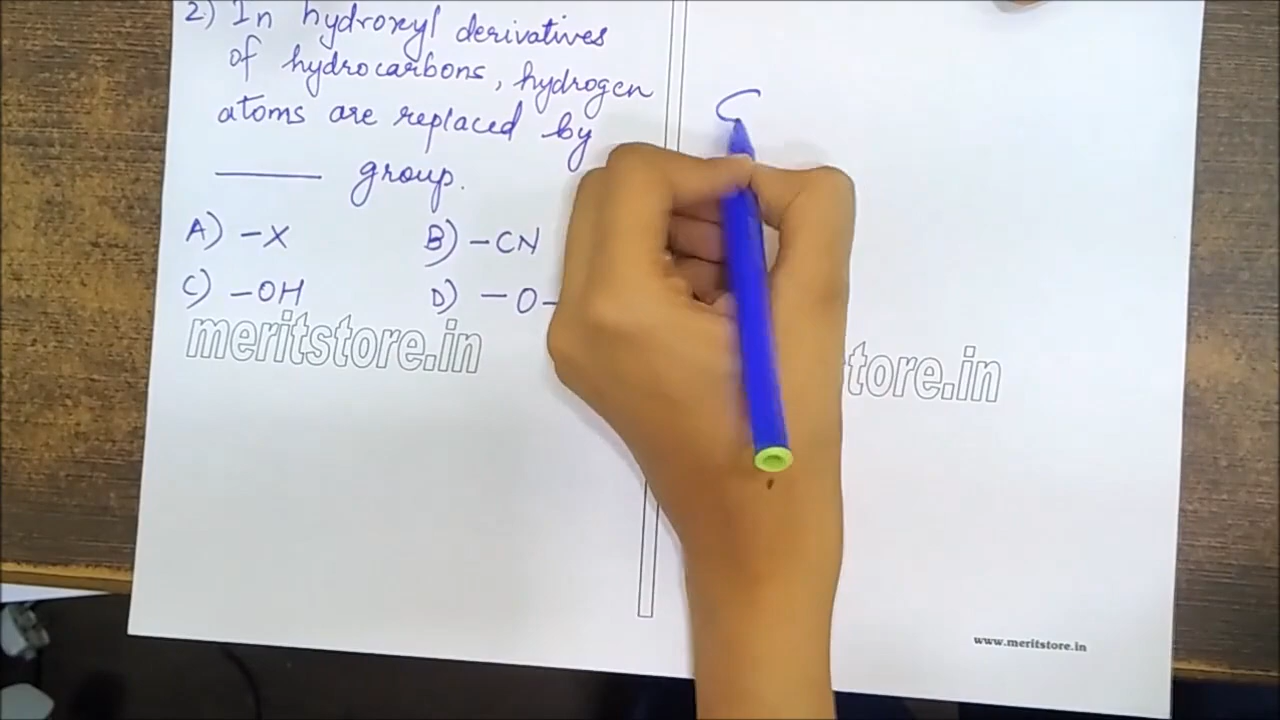 2.) In hydroxyl derivatives
of hydrocarbons, hydrogen
atoms are replaced by
______ group.
A) -X B) -CN
C) -OH D) -O-
meritstore.in
tore.in
www.meritstore.in